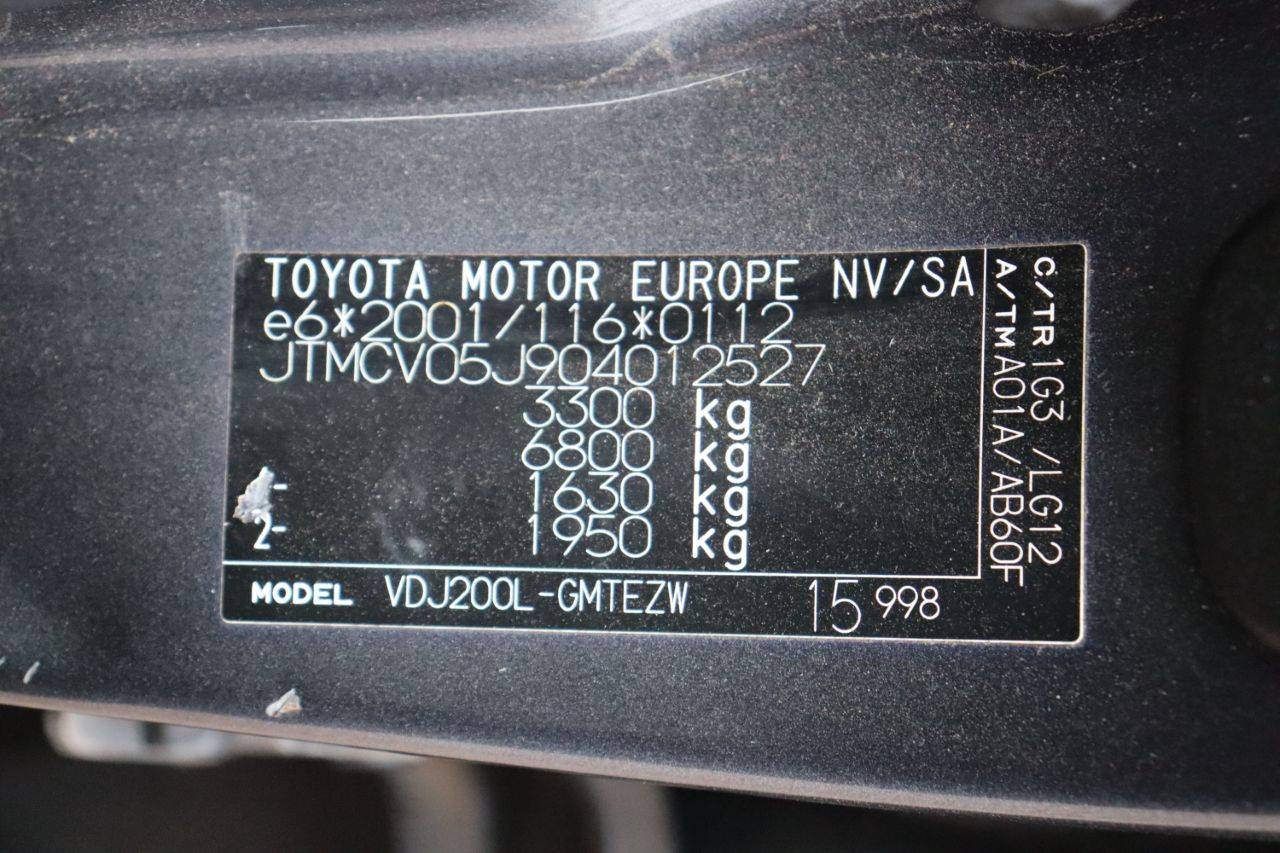 TOYOTA MOTOR EUROPE NV/SA
e6*2001/116*0112
JTMCV05J904012527
3300 kg
6800 kg
- 1630 kg
2- 1950 kg
MODEL VDJ200L-GMTEZW 15 998
C/TR 1G3 /LG12
A/TM A01A/AB60F